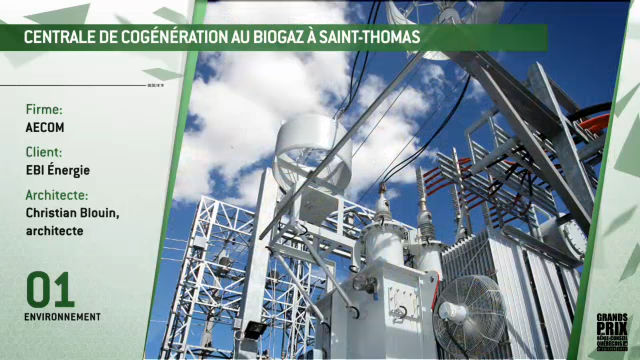 CENTRALE DE COGÉNÉRATION AU BIOGAZ À SAINT-THOMAS
Firme:
AECOM
Client:
EBI Énergie
Architecte:
Christian Blouin,
architecte
01
ENVIRONNEMENT
GRANDS
PRIX